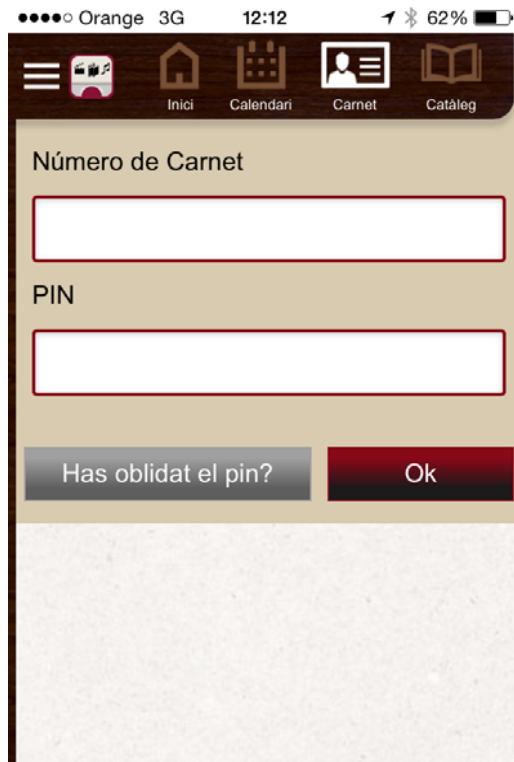 Orange 3G 12:12 62%
Inici Calendari Carnet Catàleg
Número de Carnet
PIN
Has oblidat el pin? Ok